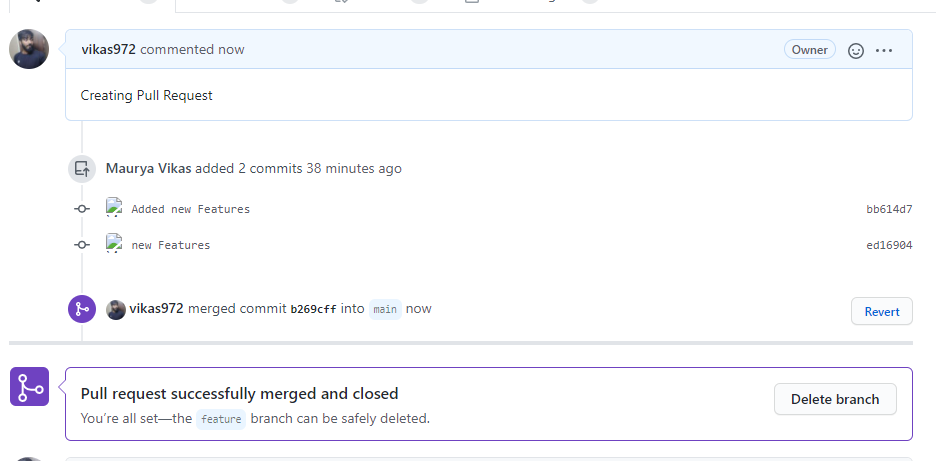 vikas972 commented now
Owner
Creating Pull Request
Maurya Vikas added 2 commits 38 minutes ago
Added new Features
bb614d7
new Features
ed16904
vikas972 merged commit b269cff into main now
Revert
Pull request successfully merged and closed
Delete branch
You're all set—the feature branch can be safely deleted.